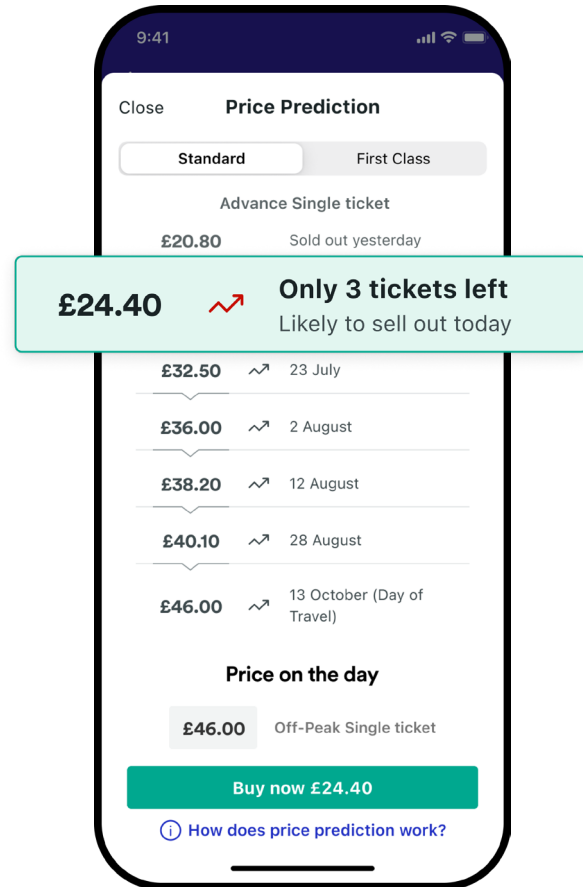 9:41
Close Price Prediction
Standard First Class
Advance Single ticket
£20.80 Sold out yesterday
£24.40 Only 3 tickets left
Likely to sell out today
£32.50 23 July
£36.00 2 August
£38.20 12 August
£40.10 28 August
£46.00 13 October (Day of
Travel)
Price on the day
£46.00 Off-Peak Single ticket
Buy now £24.40
How does price prediction work?